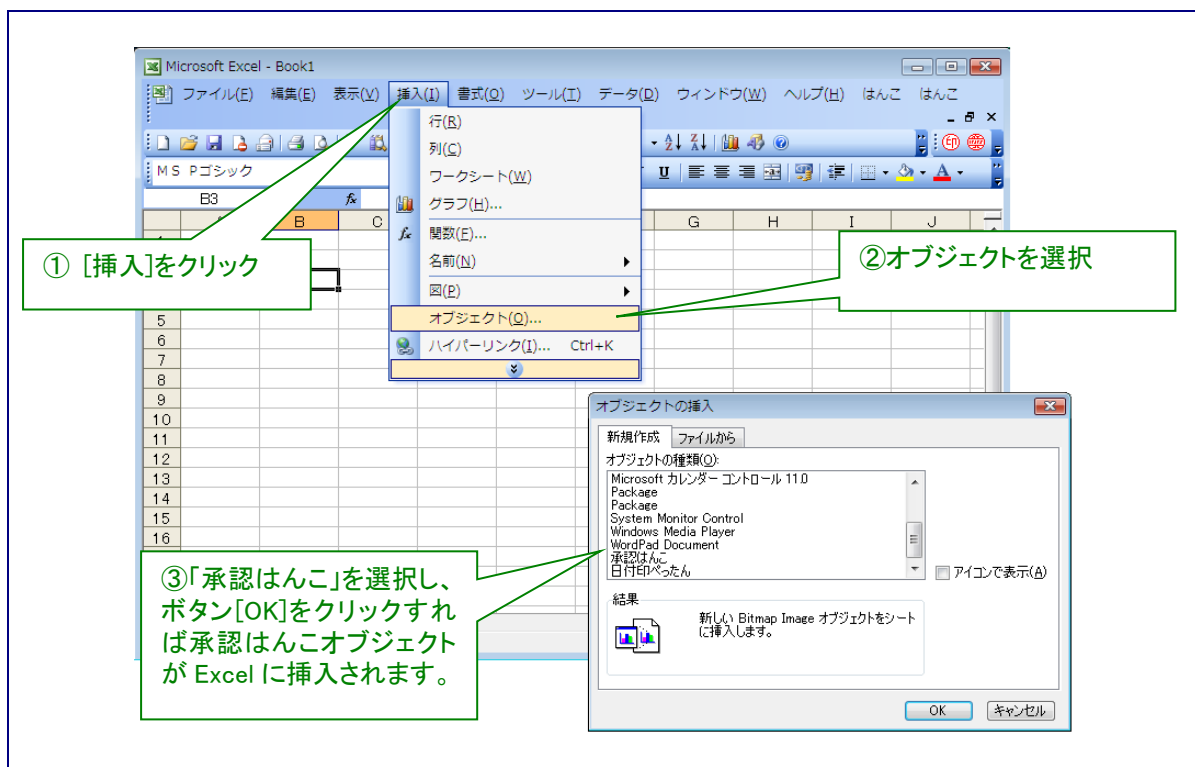 Microsoft Excel - Book1
ファイル(F) 編集(E) 表示(V) 挿入(I) 書式(O) ツール(T) データ(D) ウィンドウ(W) ヘルプ(H) はんこ はんこ
行(R)
列(C)
MS Pゴシック
ワークシート(W)
B3
グラフ(H)...
B C G H I J
関数(F)...
① [挿入]をクリック
②オブジェクトを選択
名前(N)
図(P)
オブジェクト(O)...
ハイパーリンク(I)... Ctrl+K
5
6
7
8
9
10
11
12
13
14
15
16
オブジェクトの挿入
新規作成 ファイルから
オブジェクトの種類(O):
Microsoft カレンダー コントロール 11.0
Package
Package
System Monitor Control
Windows Media Player
WordPad Document
承認はんこ
日付印ぺったん
アイコンで表示(A)
結果
新しい Bitmap Image オブジェクトをシート
に挿入します。
OK キャンセル
③「承認はんこ」を選択し、
ボタン[OK]をクリックすれ
ば承認はんこオブジェクト
が Excel に挿入されます。